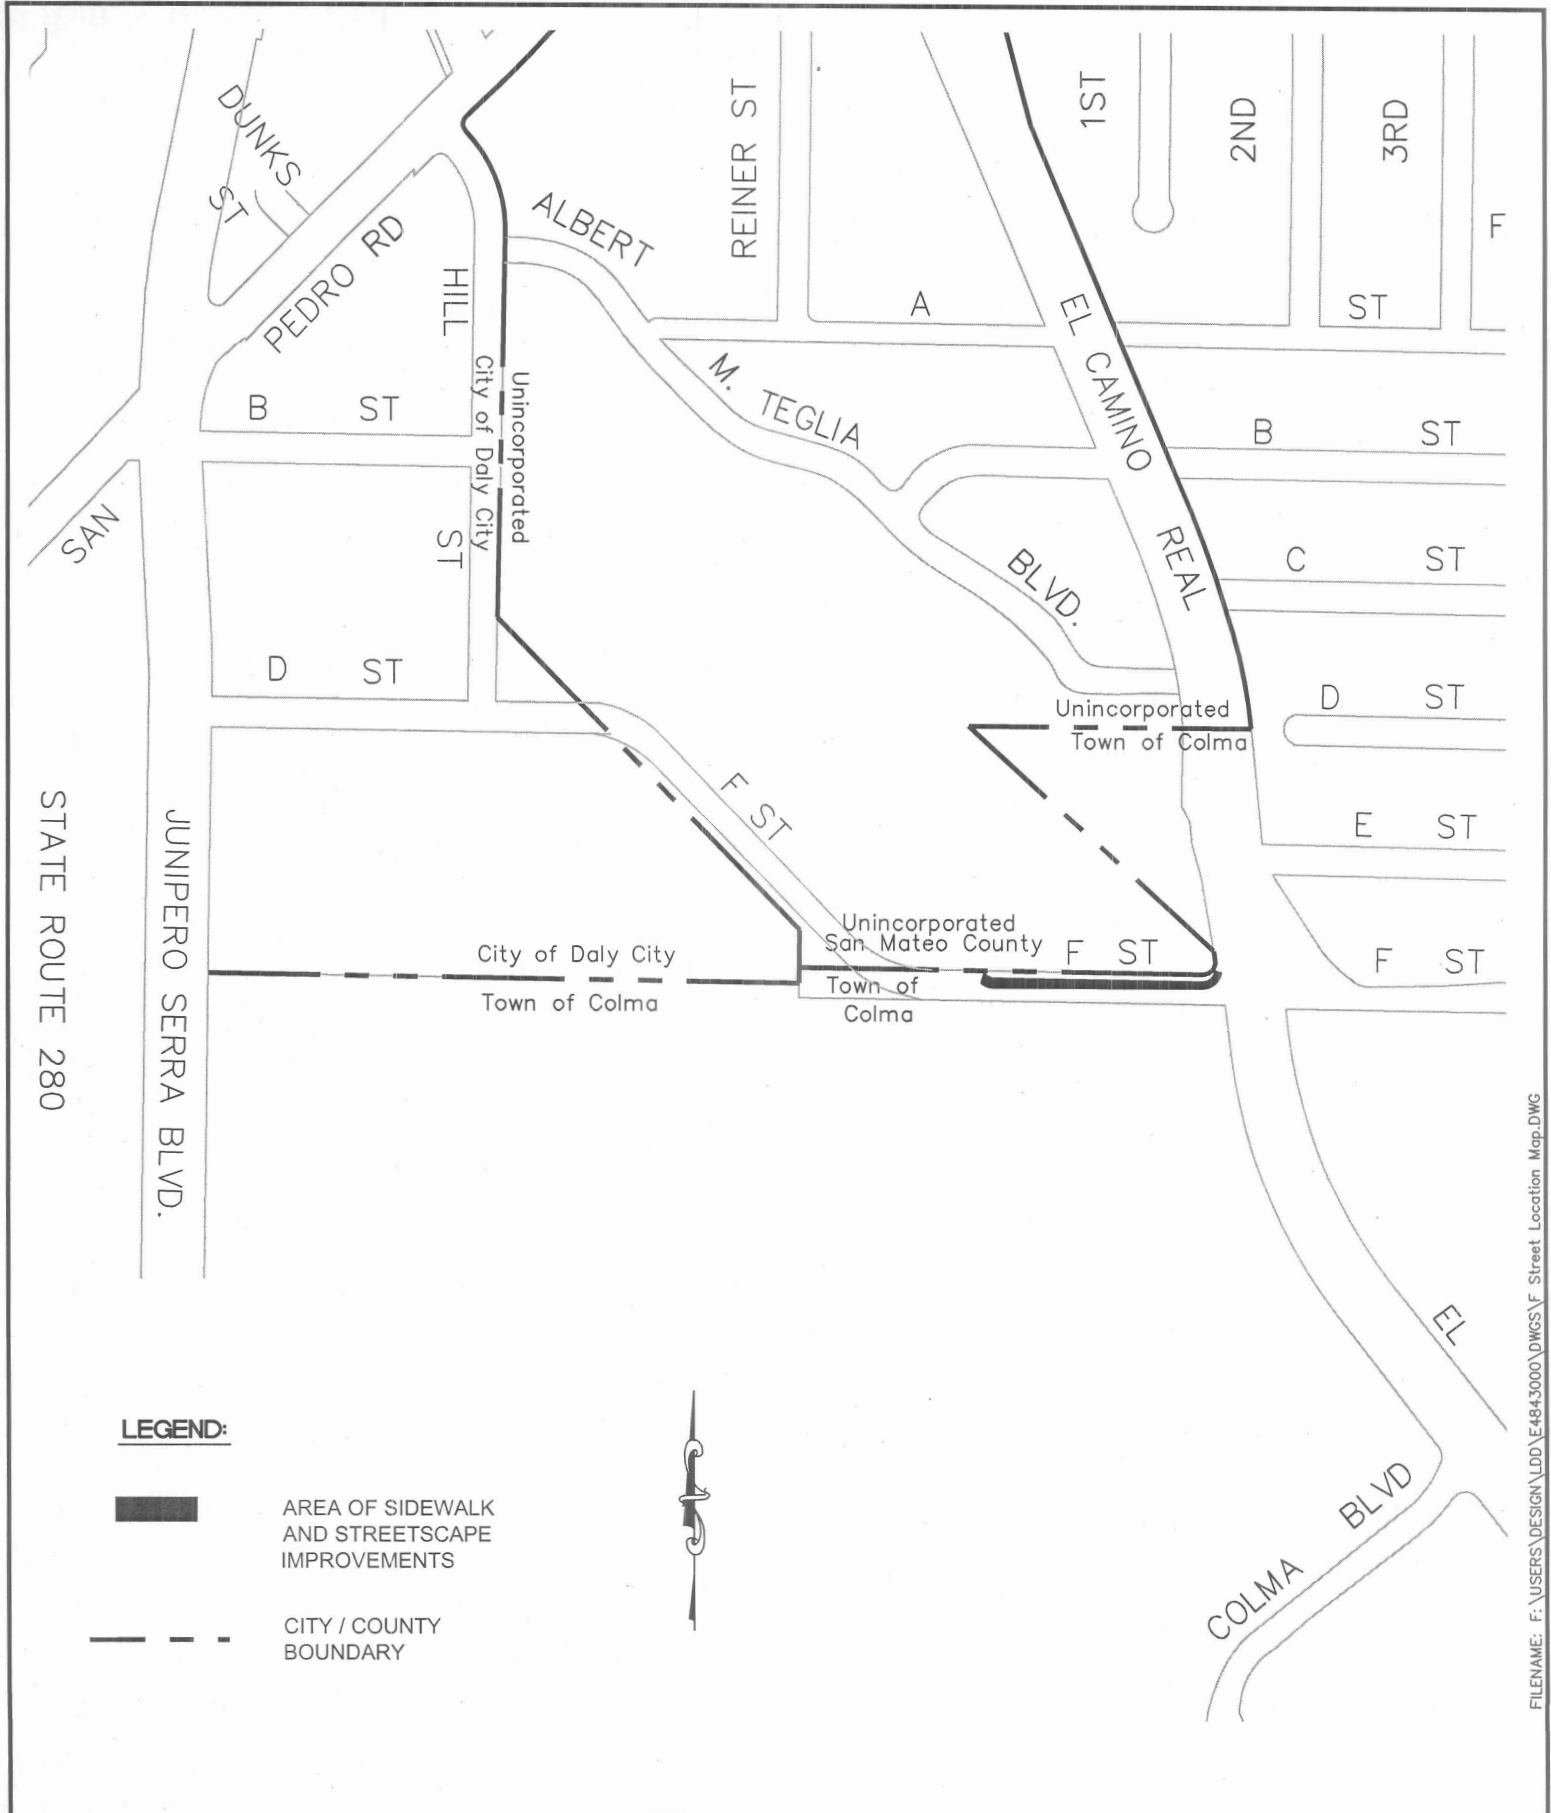 DUNKS
ST
PEDRO RD
HILL
ST
ALBERT
M. TEGLIA
BLVD.
REINER ST
A
ST
1ST
2ND
3RD
F
EL CAMINO
REAL
B ST
B ST
City of Daly City
Unincorporated
SAN
C ST
D ST
D ST
Unincorporated
Town of Colma
E ST
F ST
Unincorporated
San Mateo County
F ST
F ST
Town of
Colma
City of Daly City
Town of Colma
STATE ROUTE 280
JUNIPERO SERRA BLVD.
EL
COLMA BLVD
LEGEND:
AREA OF SIDEWALK
AND STREETSCAPE
IMPROVEMENTS
CITY / COUNTY
BOUNDARY
FILENAME: F:\USERS\DESIGN\LDD\E4843000\DWGS\F Street Location Map.DWG